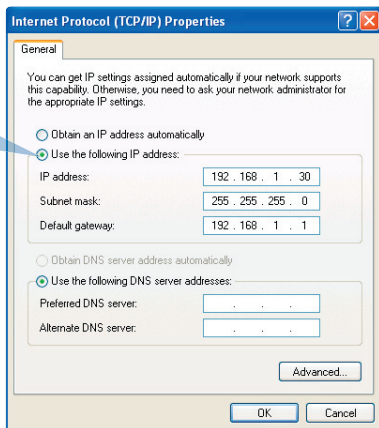 Internet Protocol (TCP/IP) Properties
General
You can get IP settings assigned automatically if your network supports
this capability. Otherwise, you need to ask your network administrator for
the appropriate IP settings.
Obtain an IP address automatically
Use the following IP address:
IP address: 192 . 168 . 1 . 30
Subnet mask: 255 . 255 . 255 . 0
Default gateway: 192 . 168 . 1 . 1
Obtain DNS server address automatically
Use the following DNS server addresses:
Preferred DNS server: . . .
Alternate DNS server: . . .
Advanced...
OK Cancel